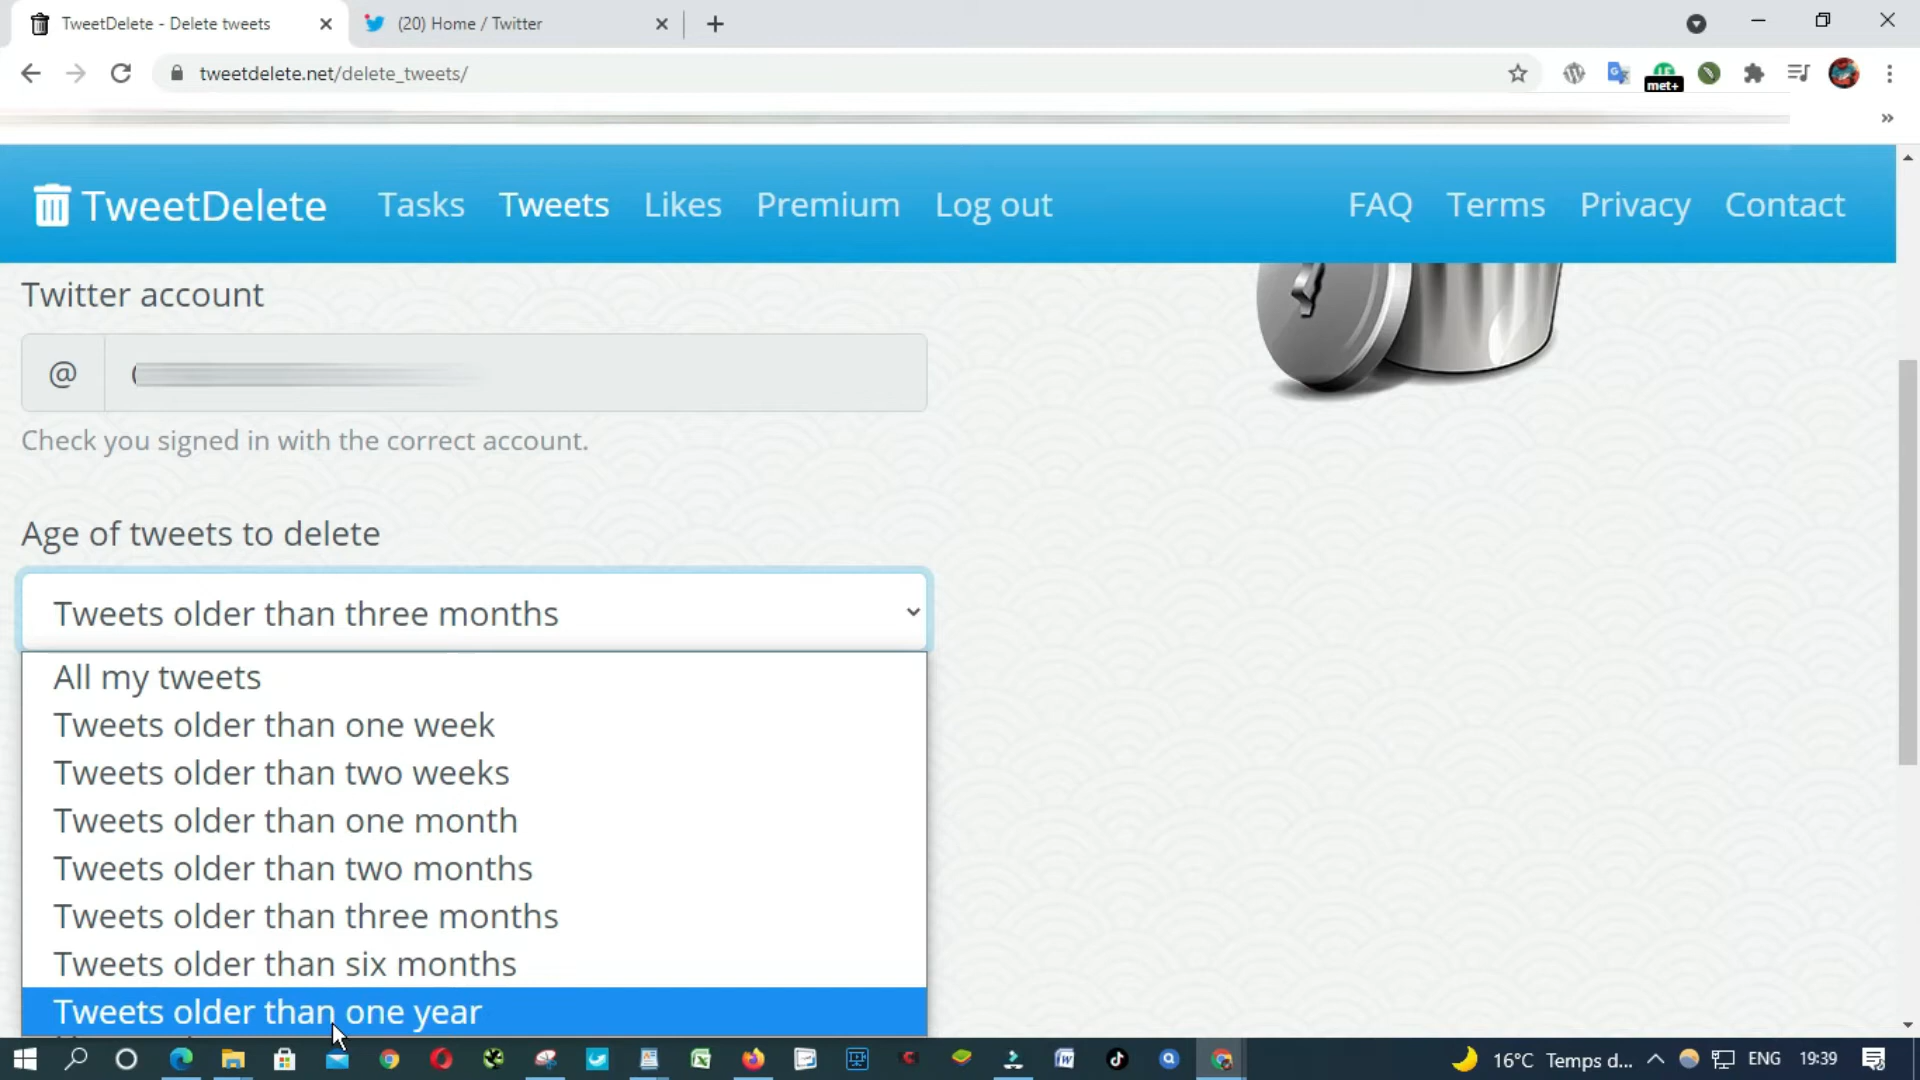 TweetDelete - Delete tweets
(20) Home / Twitter
tweetdelete.net/delete_tweets/
met+
TweetDelete Tasks Tweets Likes Premium Log out FAQ Terms Privacy Contact
Twitter account
@
Check you signed in with the correct account.
Age of tweets to delete
Tweets older than three months
All my tweets
Tweets older than one week
Tweets older than two weeks
Tweets older than one month
Tweets older than two months
Tweets older than three months
Tweets older than six months
Tweets older than one year
16°C Temps d... ENG 19:39